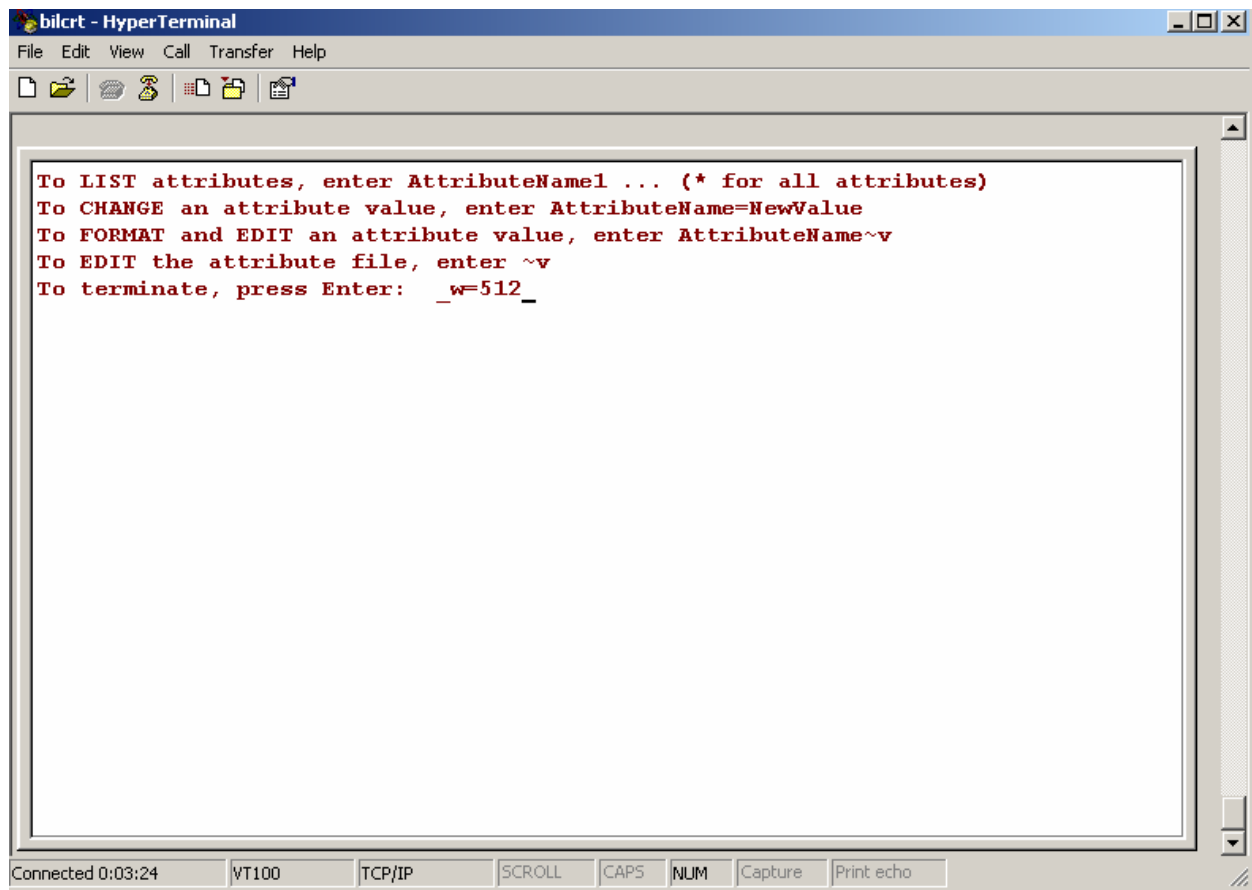 bilcrt - HyperTerminal
File Edit View Call Transfer Help
To LIST attributes, enter AttributeName1 ... (* for all attributes)
To CHANGE an attribute value, enter AttributeName=NewValue
To FORMAT and EDIT an attribute value, enter AttributeName~v
To EDIT the attribute file, enter ~v
To terminate, press Enter: _w=512_
Connected 0:03:24 VT100 TCP/IP SCROLL CAPS NUM Capture Print echo